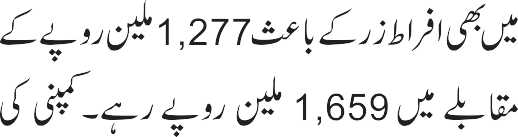 میں بھی افراط زر کے باعث 1,277 ملین روپے کے
مقابلے میں 1,659 ملین روپے رہے۔ کمپنی کی